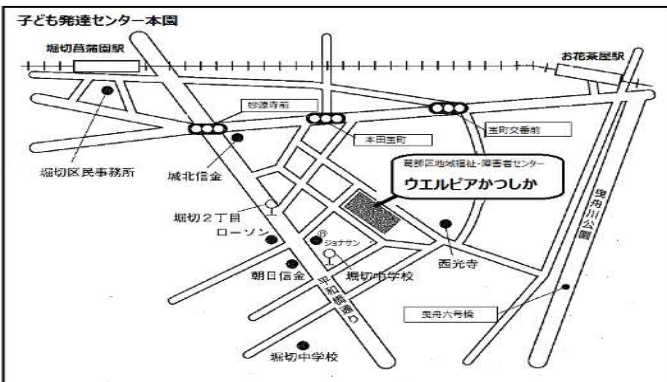 子ども発達センター本園
堀切菖蒲園駅
お花茶屋駅
妙源寺前
本田宝町
宝町交番前
堀切区民事務所
城北信金
葛飾区地域福祉・障害者センター
ウエルピアかつしか
堀切2丁目
ローソン
ジョナサン
朝日信金
堀切中学校
西光寺
曳舟川公園
曳舟六号橋
平和橋通り
堀切中学校